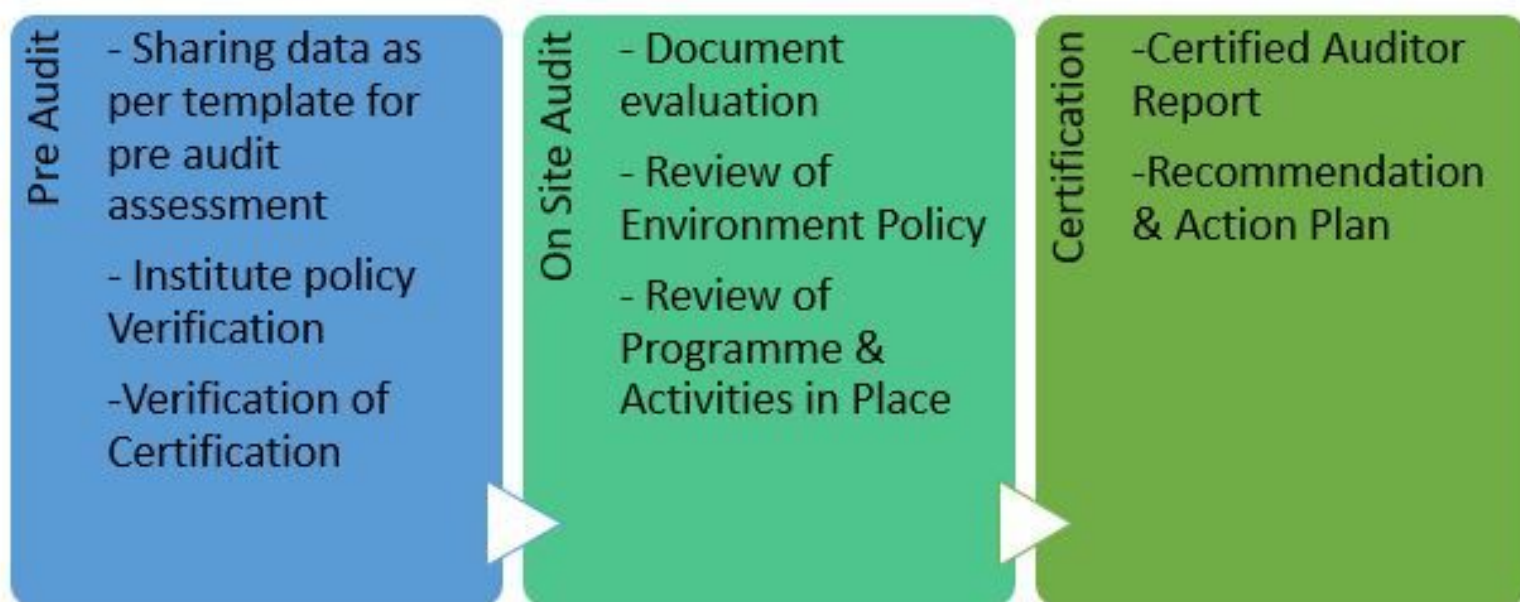 Pre Audit
- Sharing data as
per template for
pre audit
assessment
- Institute policy
Verification
-Verification of
Certification
On Site Audit
- Document
evaluation
- Review of
Environment Policy
- Review of
Programme &
Activities in Place
Certification
-Certified Auditor
Report
-Recommendation
& Action Plan